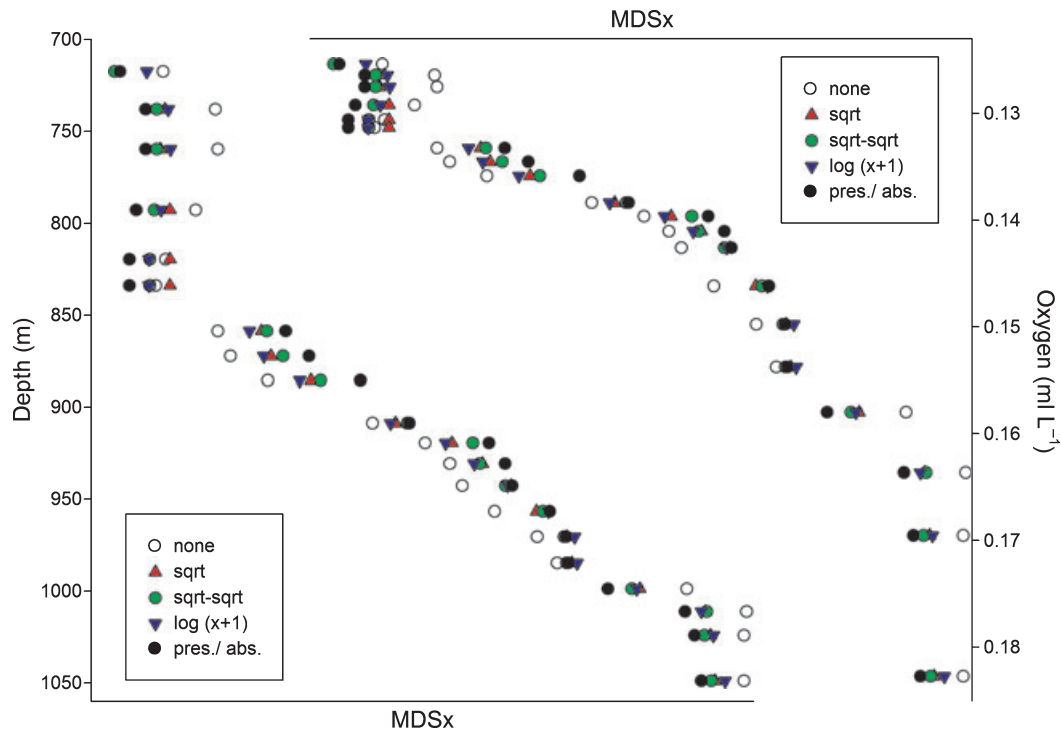 MDSx
700
750
800
850
900
950
1000
1050
Depth (m)
none
sqrt
sqrt-sqrt
log (x+1)
pres./ abs.
0.13
0.14
0.15
0.16
0.17
0.18
Oxygen (ml L⁻¹)
none
sqrt
sqrt-sqrt
log (x+1)
pres./ abs.
MDSx